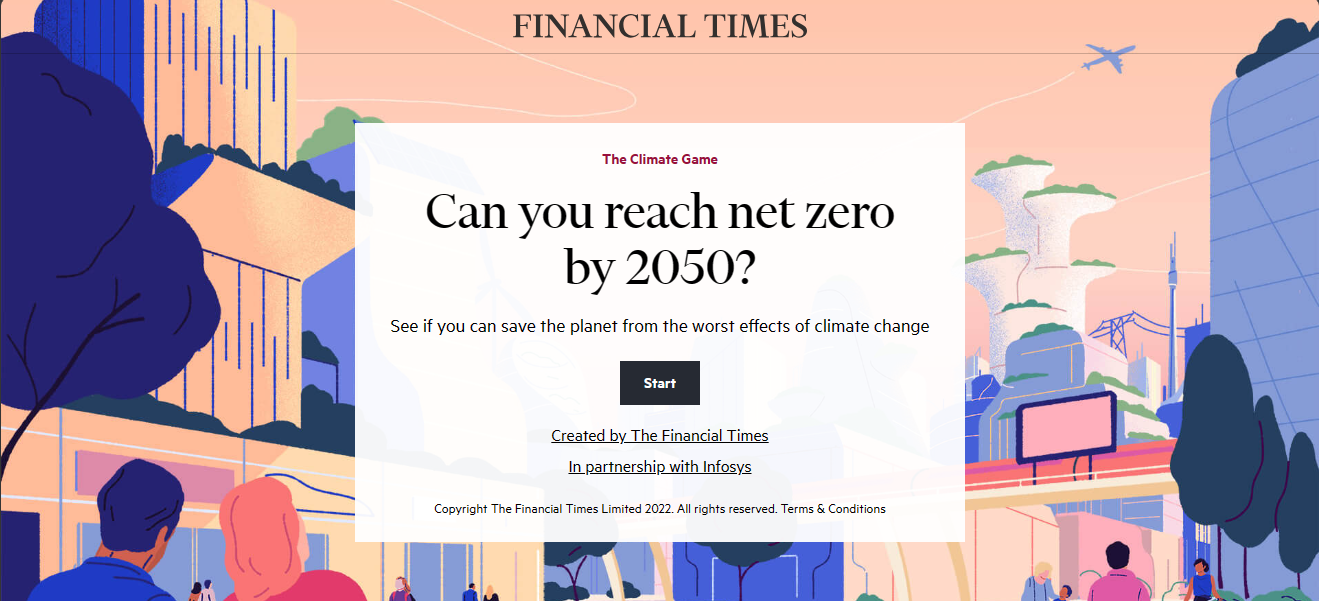 FINANCIAL TIMES
The Climate Game
Can you reach net zero
by 2050?
See if you can save the planet from the worst effects of climate change
Start
Created by The Financial Times
In partnership with Infosys
Copyright The Financial Times Limited 2022. All rights reserved. Terms & Conditions